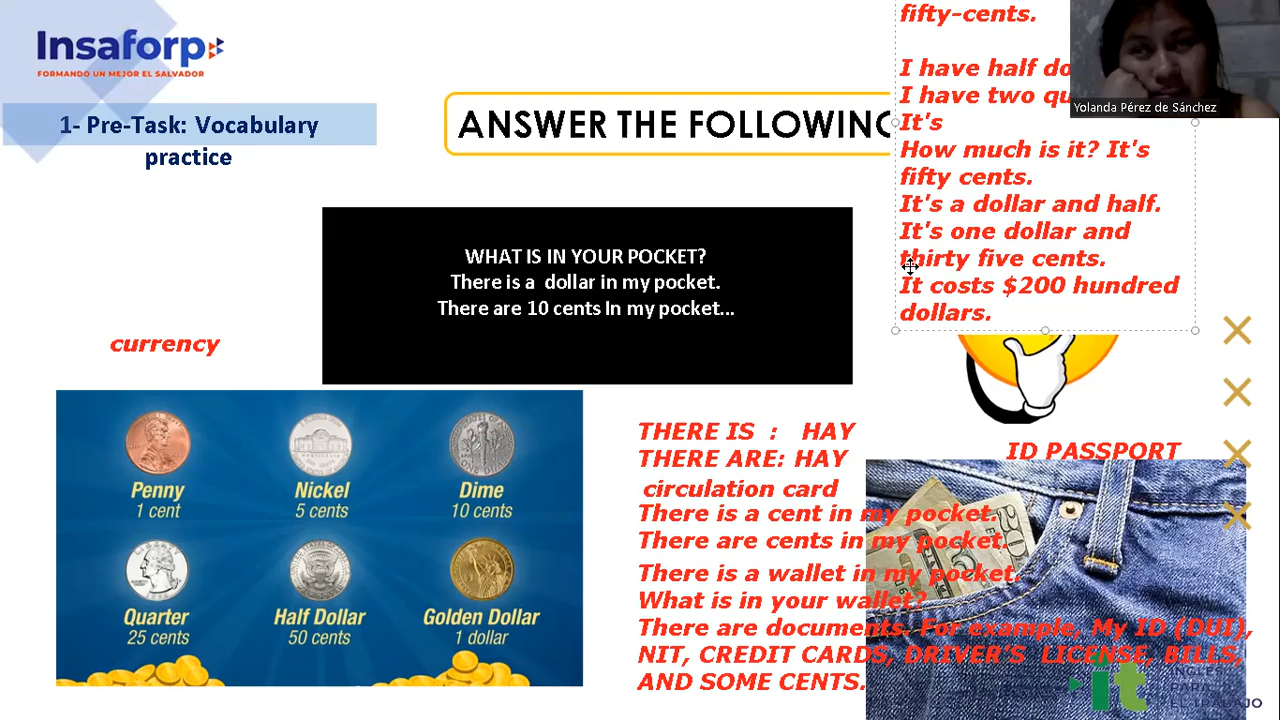 Insaforp
FORMANDO UN MEJOR EL SALVADOR
1- Pre-Task: Vocabulary
practice
ANSWER THE FOLLOWING
fifty-cents.
I have half
I have two
It's
How much is it? It's
fifty cents.
It's a dollar and half.
It's one dollar and
thirty five cents.
It costs $200 hundred
dollars.
Yolanda Pérez de Sánchez
WHAT IS IN YOUR POCKET?
There is a dollar in my pocket.
There are 10 cents In my pocket...
currency
Penny
1 cent
Nickel
5 cents
Dime
10 cents
Quarter
25 cents
Half Dollar
50 cents
Golden Dollar
1 dollar
THERE IS : HAY
THERE ARE: HAY
circulation card
There is a cent in my pocket.
There are cents in my pocket.
There is a wallet in my pocket.
What is in your wallet?
There are documents. For example, My ID (DUI),
NIT, CREDIT CARDS, DRIVER'S LICENSE, BILLS,
AND SOME CENTS.
ID PASSPORT
it
PARA
EL TRABAJO